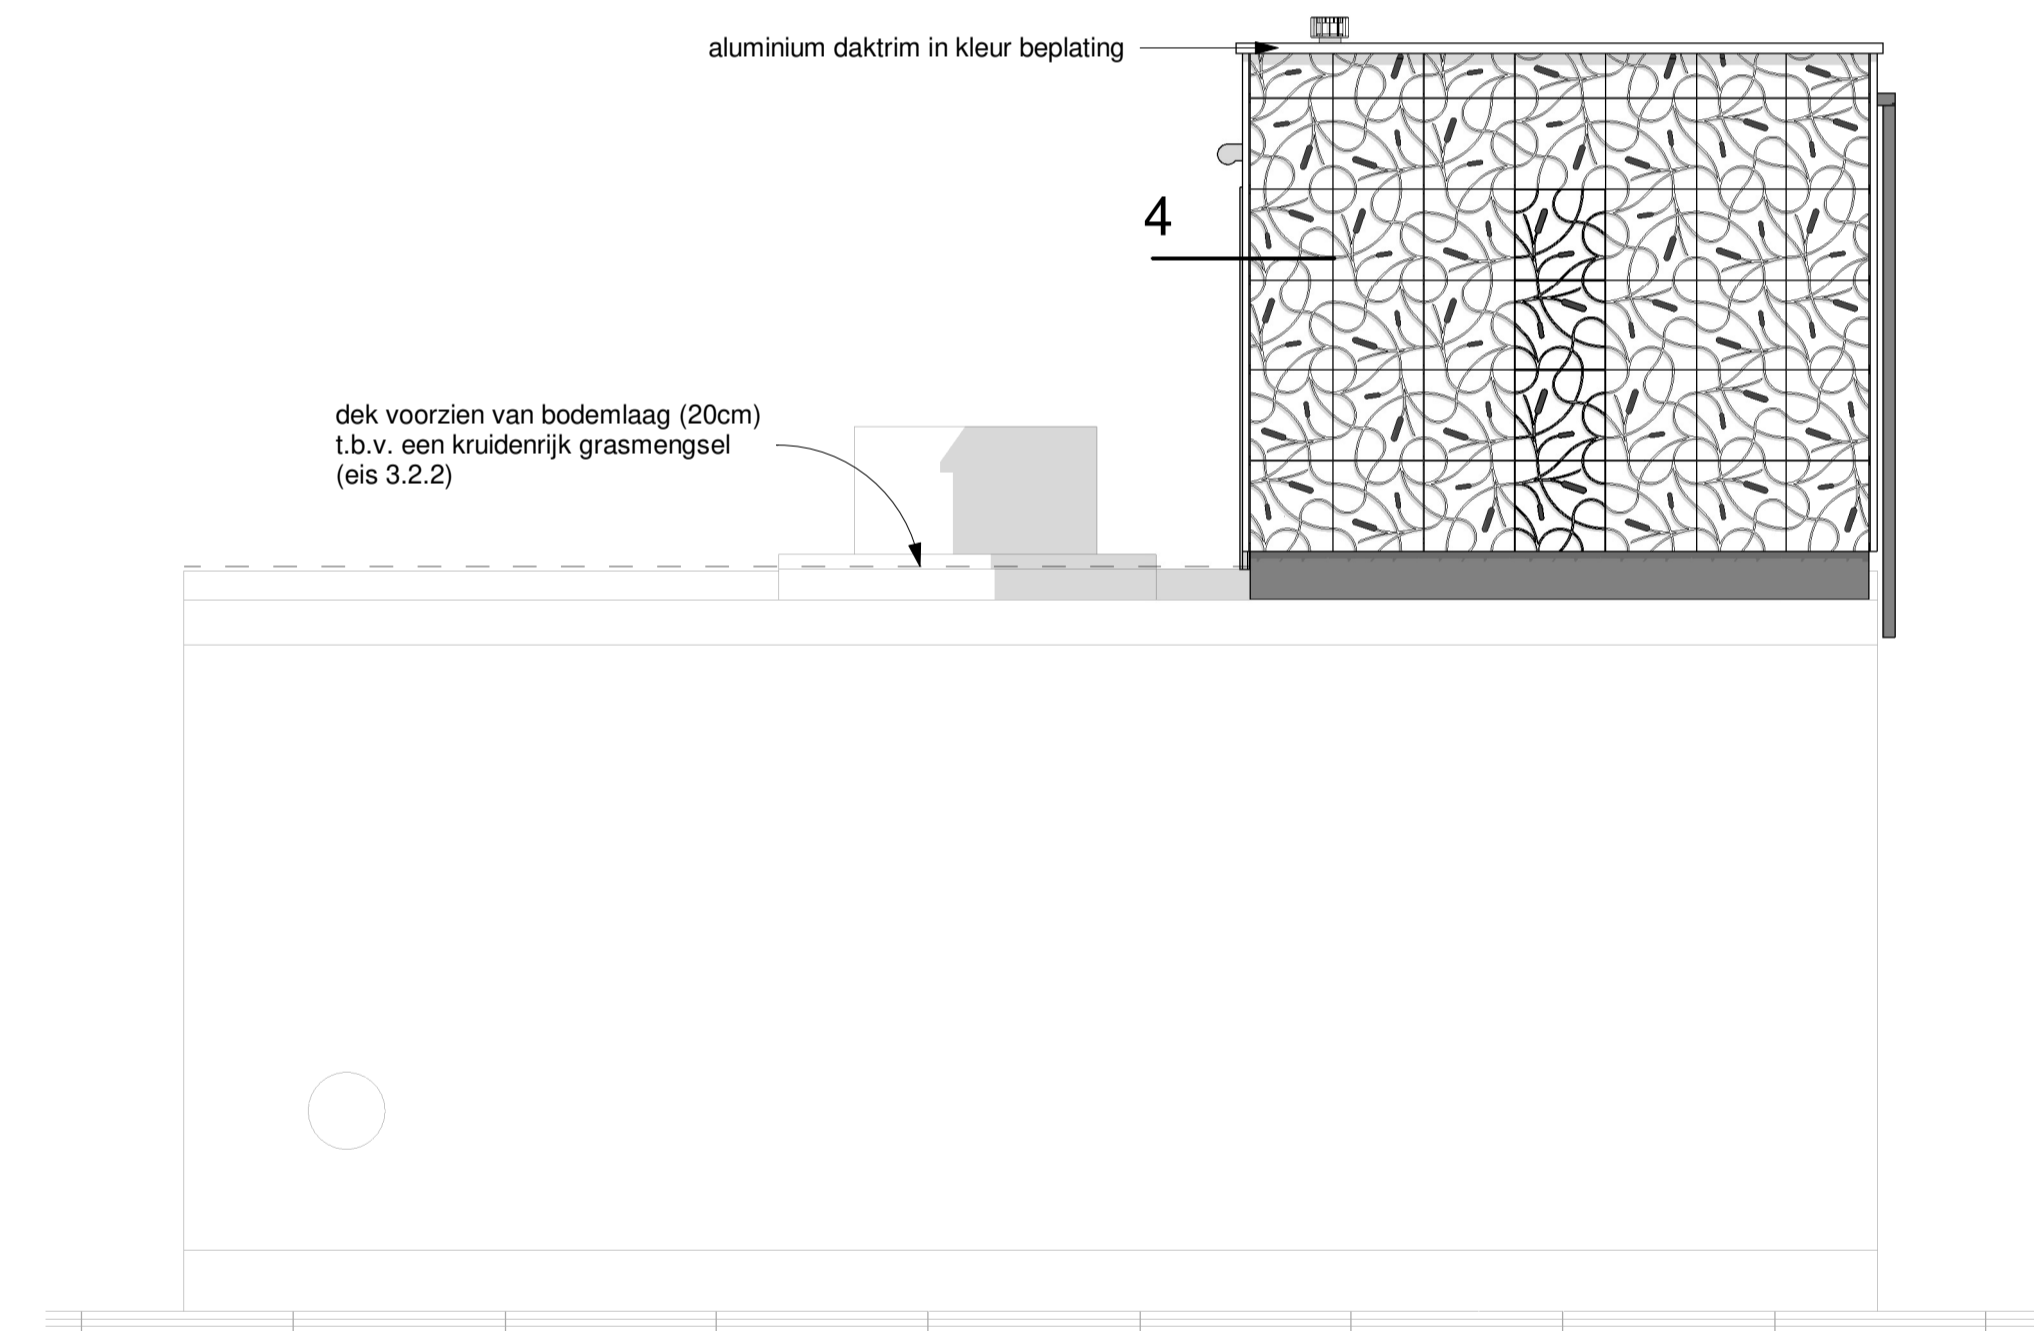 aluminium daktrim in kleur beplating
4
dek voorzien van bodemlaag (20cm)
t.b.v. een kruidenrijk grasmengsel
(eis 3.2.2)